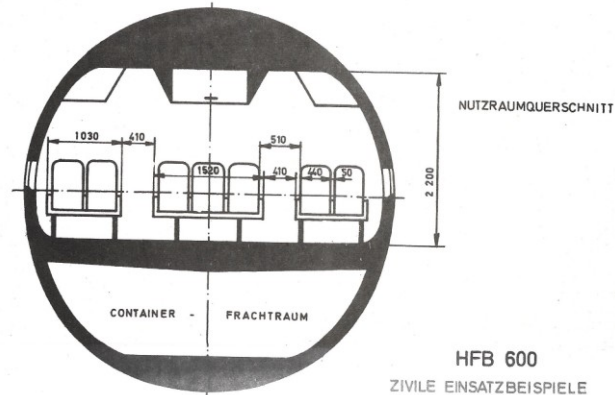 NUTZRAUMQUERSCHNITT
1030
410
510
1520
410
440
50
2 200
CONTAINER - FRACHTRAUM
HFB 600
ZIVILE EINSATZBEISPIELE